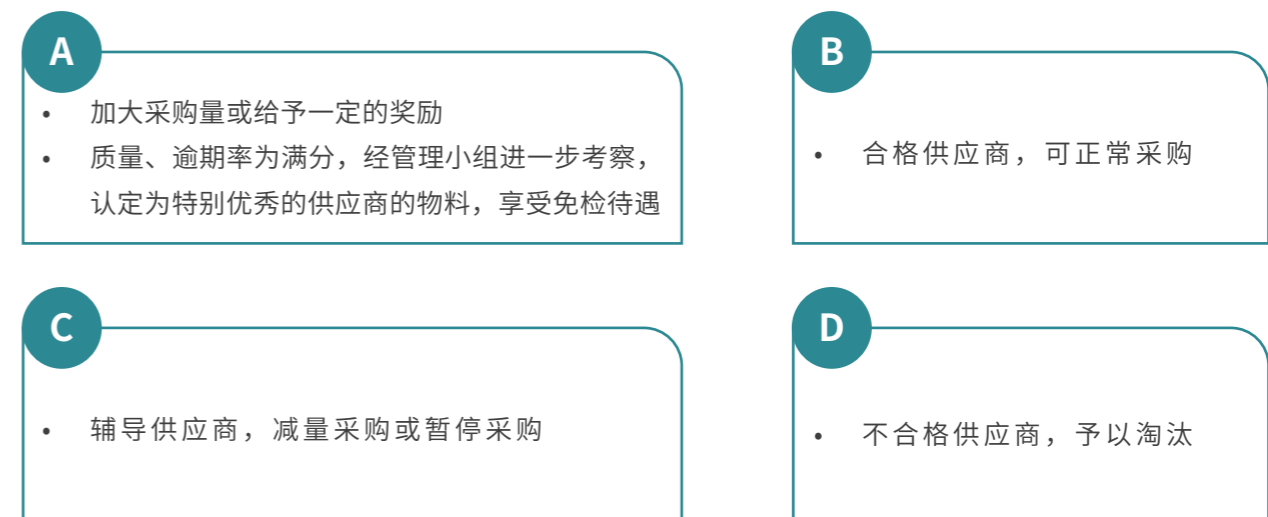 A
• 加大采购量或给予一定的奖励
• 质量、逾期率为满分，经管理小组进一步考察，
认定为特别优秀的供应商的物料，享受免检待遇
B
• 合格供应商，可正常采购
C
• 辅导供应商，减量采购或暂停采购
D
• 不合格供应商，予以淘汰